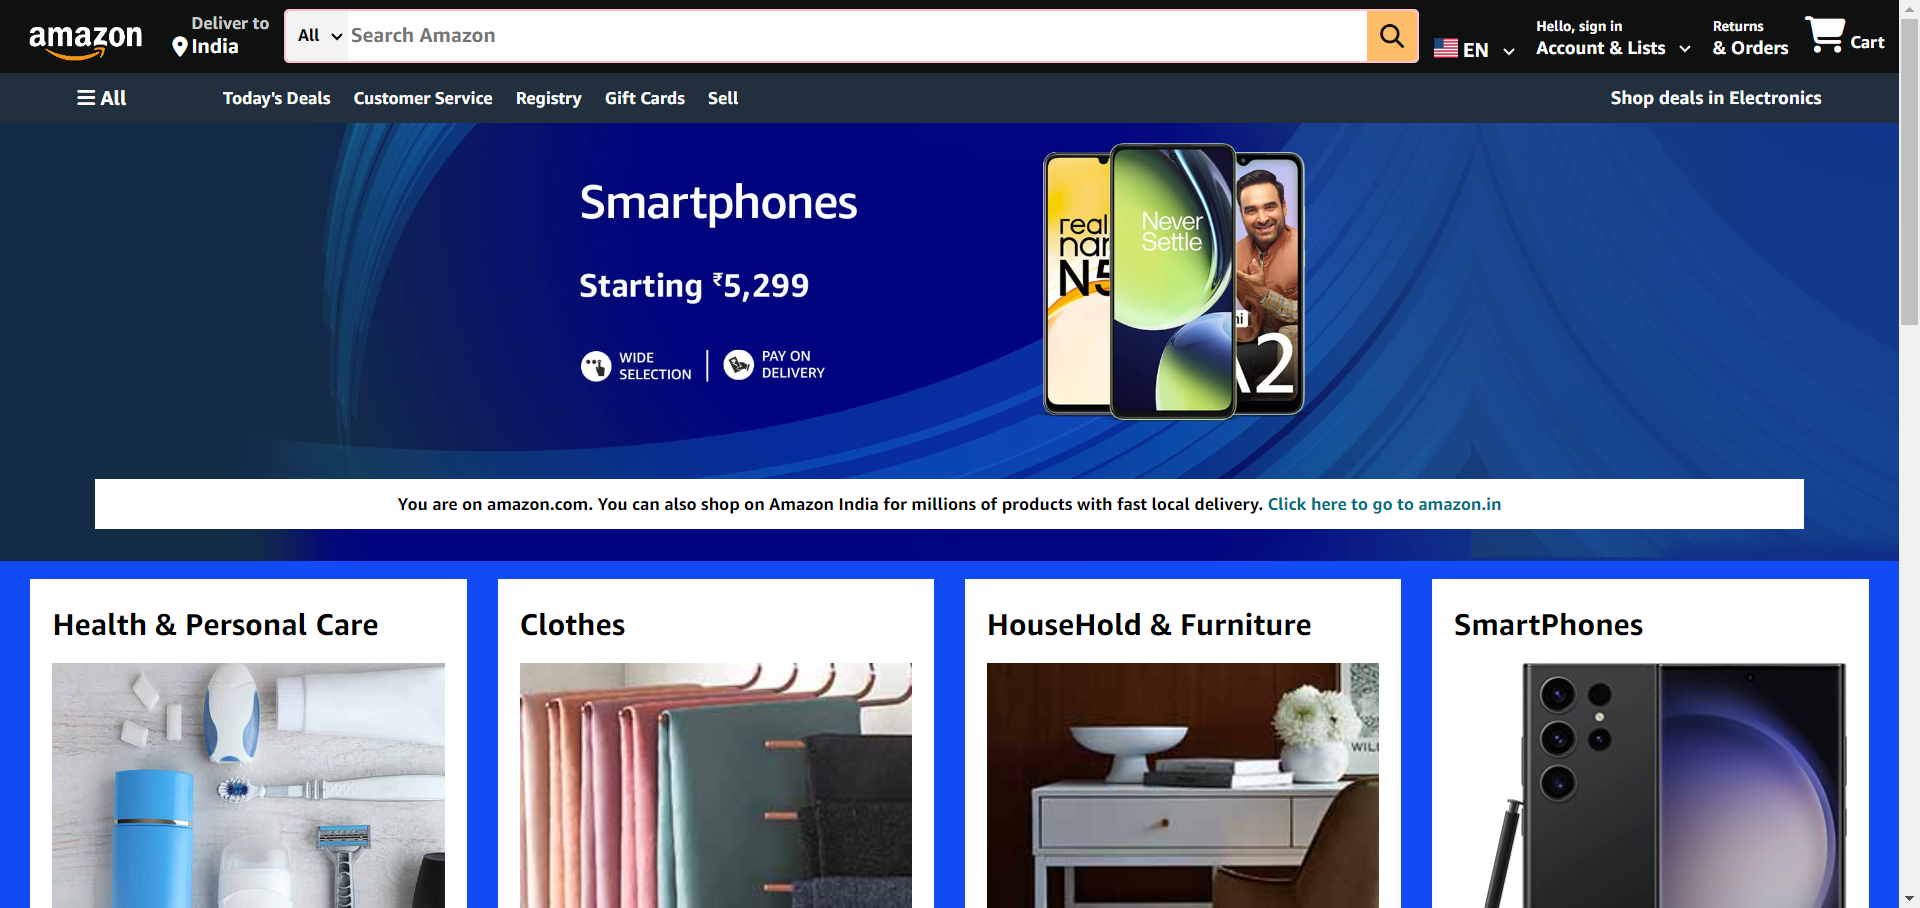 amazon
Deliver to
India
All
Search Amazon
EN
Hello, sign in
Account & Lists
Returns
& Orders
Cart
All
Today's Deals
Customer Service
Registry
Gift Cards
Sell
Shop deals in Electronics
Smartphones
Starting ₹5,299
WIDE
SELECTION
PAY ON
DELIVERY
real
nar
N5
Never
Settle
A2
You are on amazon.com. You can also shop on Amazon India for millions of products with fast local delivery. Click here to go to amazon.in
Health & Personal Care
Clothes
HouseHold & Furniture
SmartPhones
WIL